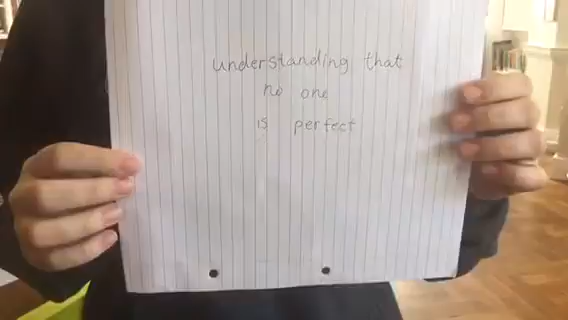 understanding that
no one
is perfect